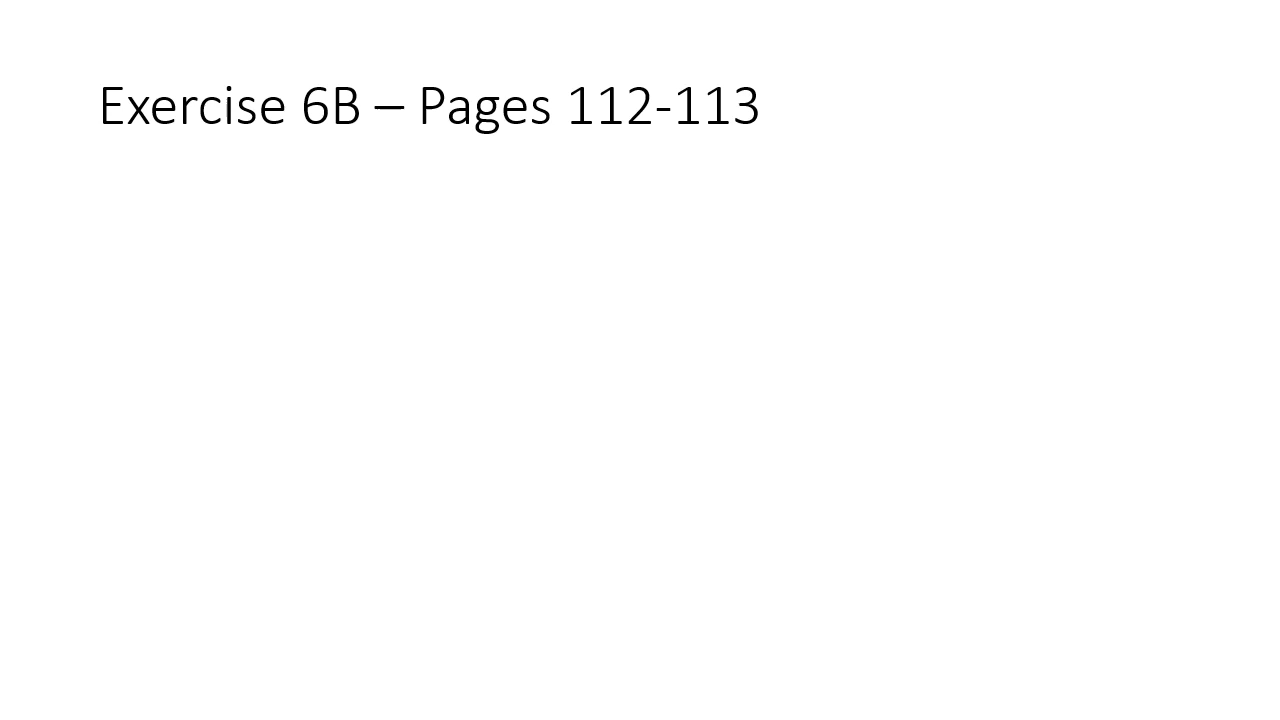 Exercise 6B – Pages 112-113